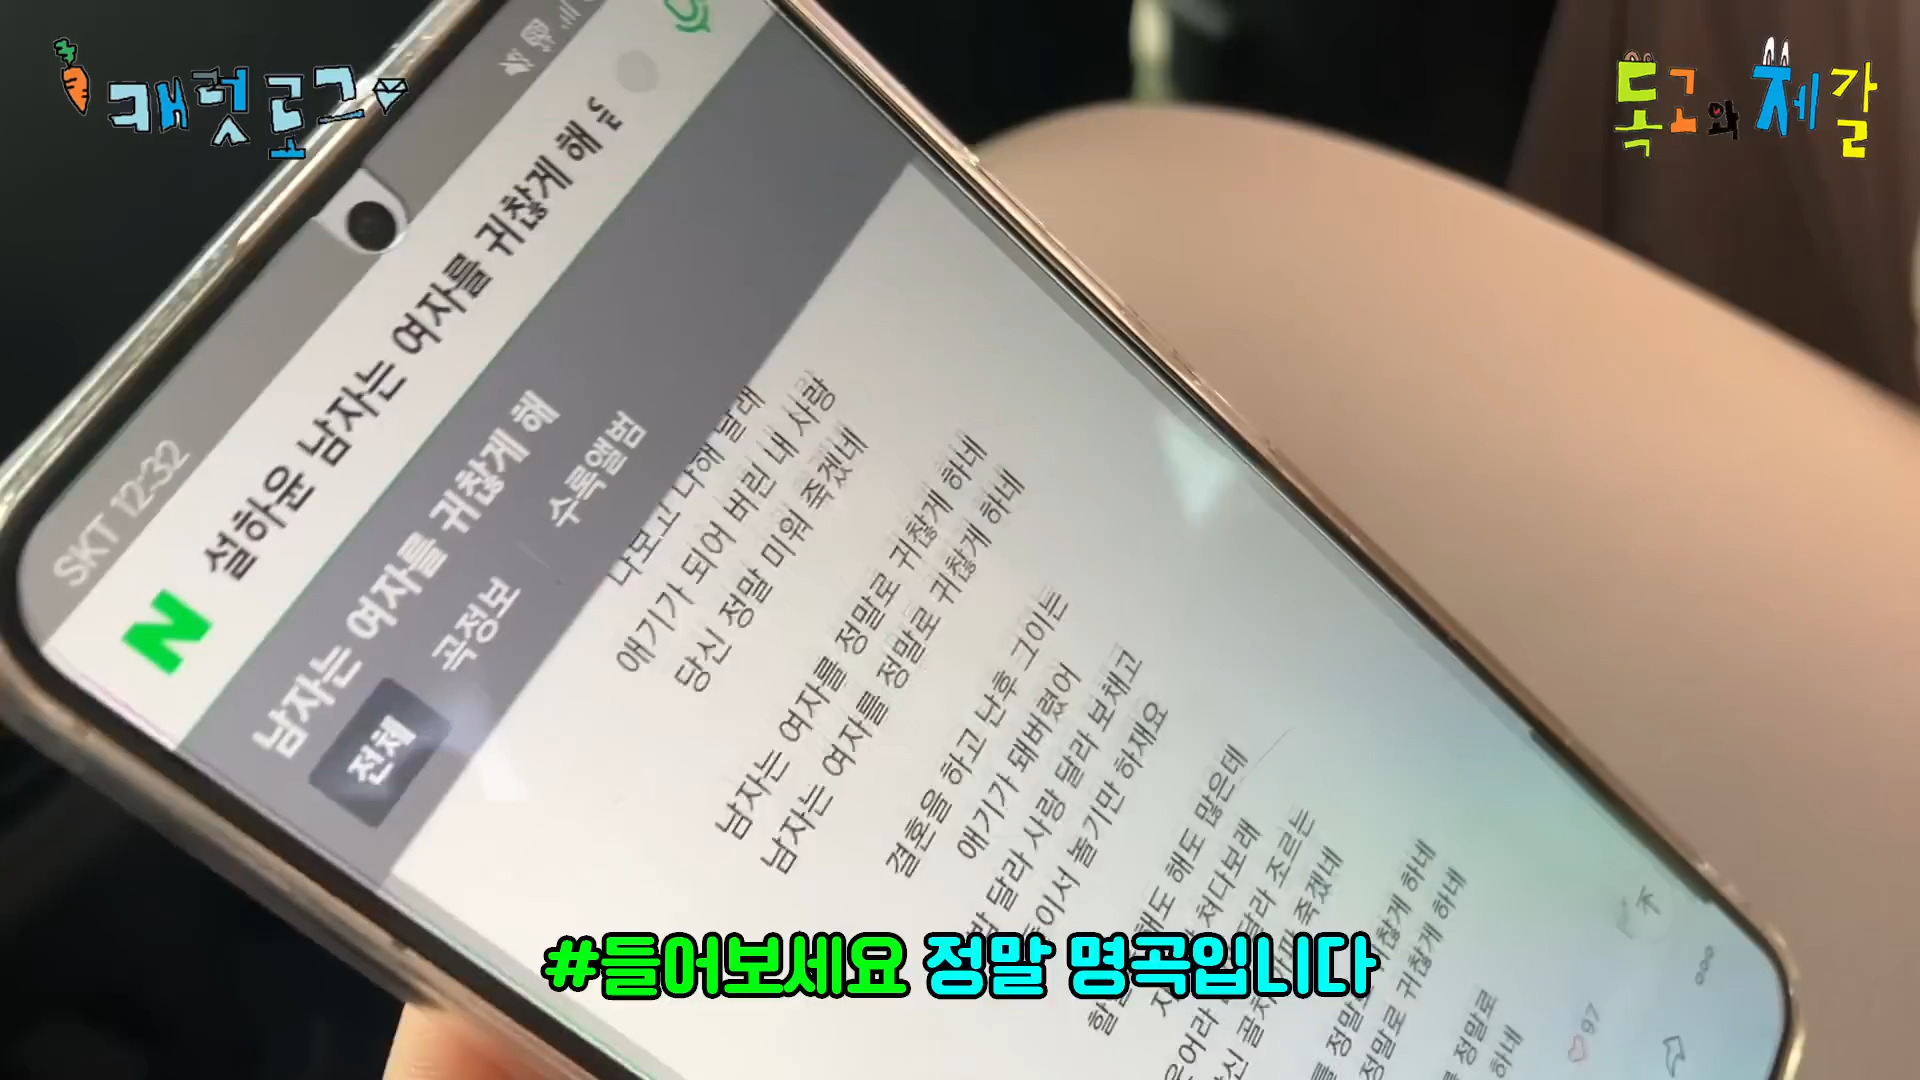 캐럿로그
독고와 제갈
SKT 12:32
설하윤 남자는 여자를 귀찮게 해
남자는 여자를 귀찮게 해
전체
곡정보
수록앨범
나보고 다해 달래
애기가 되어 버린 내 사랑
당신 정말 미워 죽겠네
남자는 여자를 정말로 귀찮게 하네
남자는 여자를 정말로 귀찮게 하네
결혼을 하고 난후 그이는
애기가 돼버렸어
달라 사랑 달라 보채고
놀기만 하재요
해도 해도 많은데
쳐다보래
달라 조르는
죽겠네
정말로 귀찮게 하네
정말로 귀찮게 하네
정말로
하네
97
#들어보세요 정말 명곡입니다